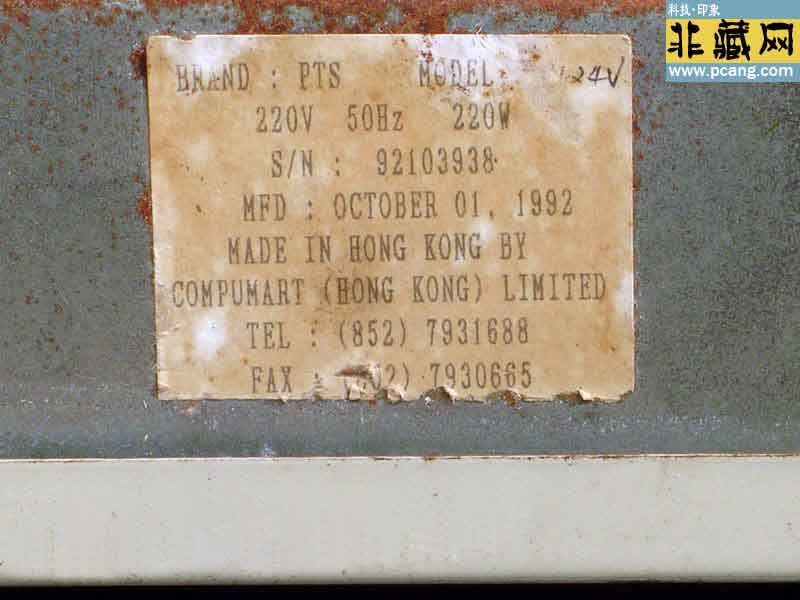 科技·印象
非藏网
www.pcang.com
BRAND : PTS MODEL: 24V
220V 50Hz 220W
S/N : 92103938
MFD : OCTOBER 01, 1992
MADE IN HONG KONG BY
COMPUMART (HONG KONG) LIMITED
TEL : (852) 7931688
FAX : 7930665